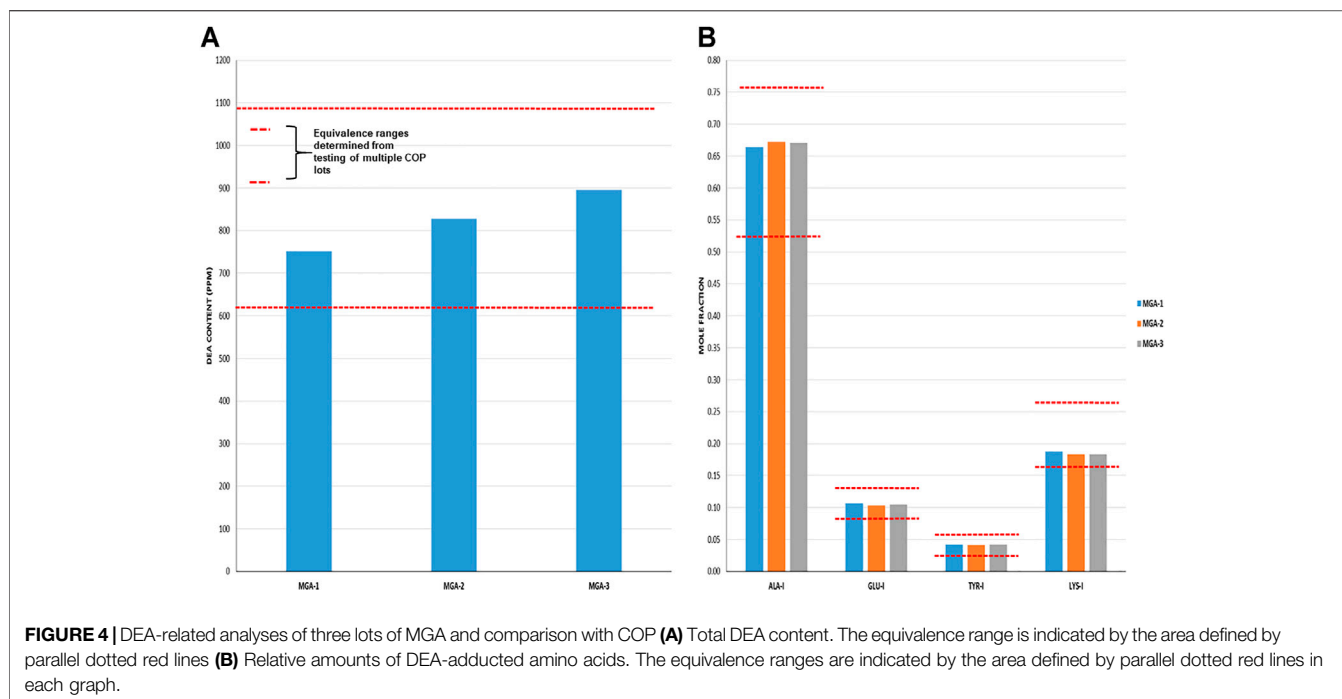 A
1200
1100
1000
900
800
700
600
500
400
300
200
100
0
DEA CONTENT (PPM)
Equivalence ranges
determined from
testing of multiple COP
lots
MGA-1 MGA-2 MGA-3
B
0.80
0.75
0.70
0.65
0.60
0.55
0.50
0.45
0.40
0.35
0.30
0.25
0.20
0.15
0.10
0.05
0.00
MOLE FRACTION
ALA-I GLU-I TYR-I LYS-I
MGA-1
MGA-2
MGA-3
FIGURE 4 | DEA-related analyses of three lots of MGA and comparison with COP (A) Total DEA content. The equivalence range is indicated by the area defined by
parallel dotted red lines (B) Relative amounts of DEA-adducted amino acids. The equivalence ranges are indicated by the area defined by parallel dotted red lines in
each graph.